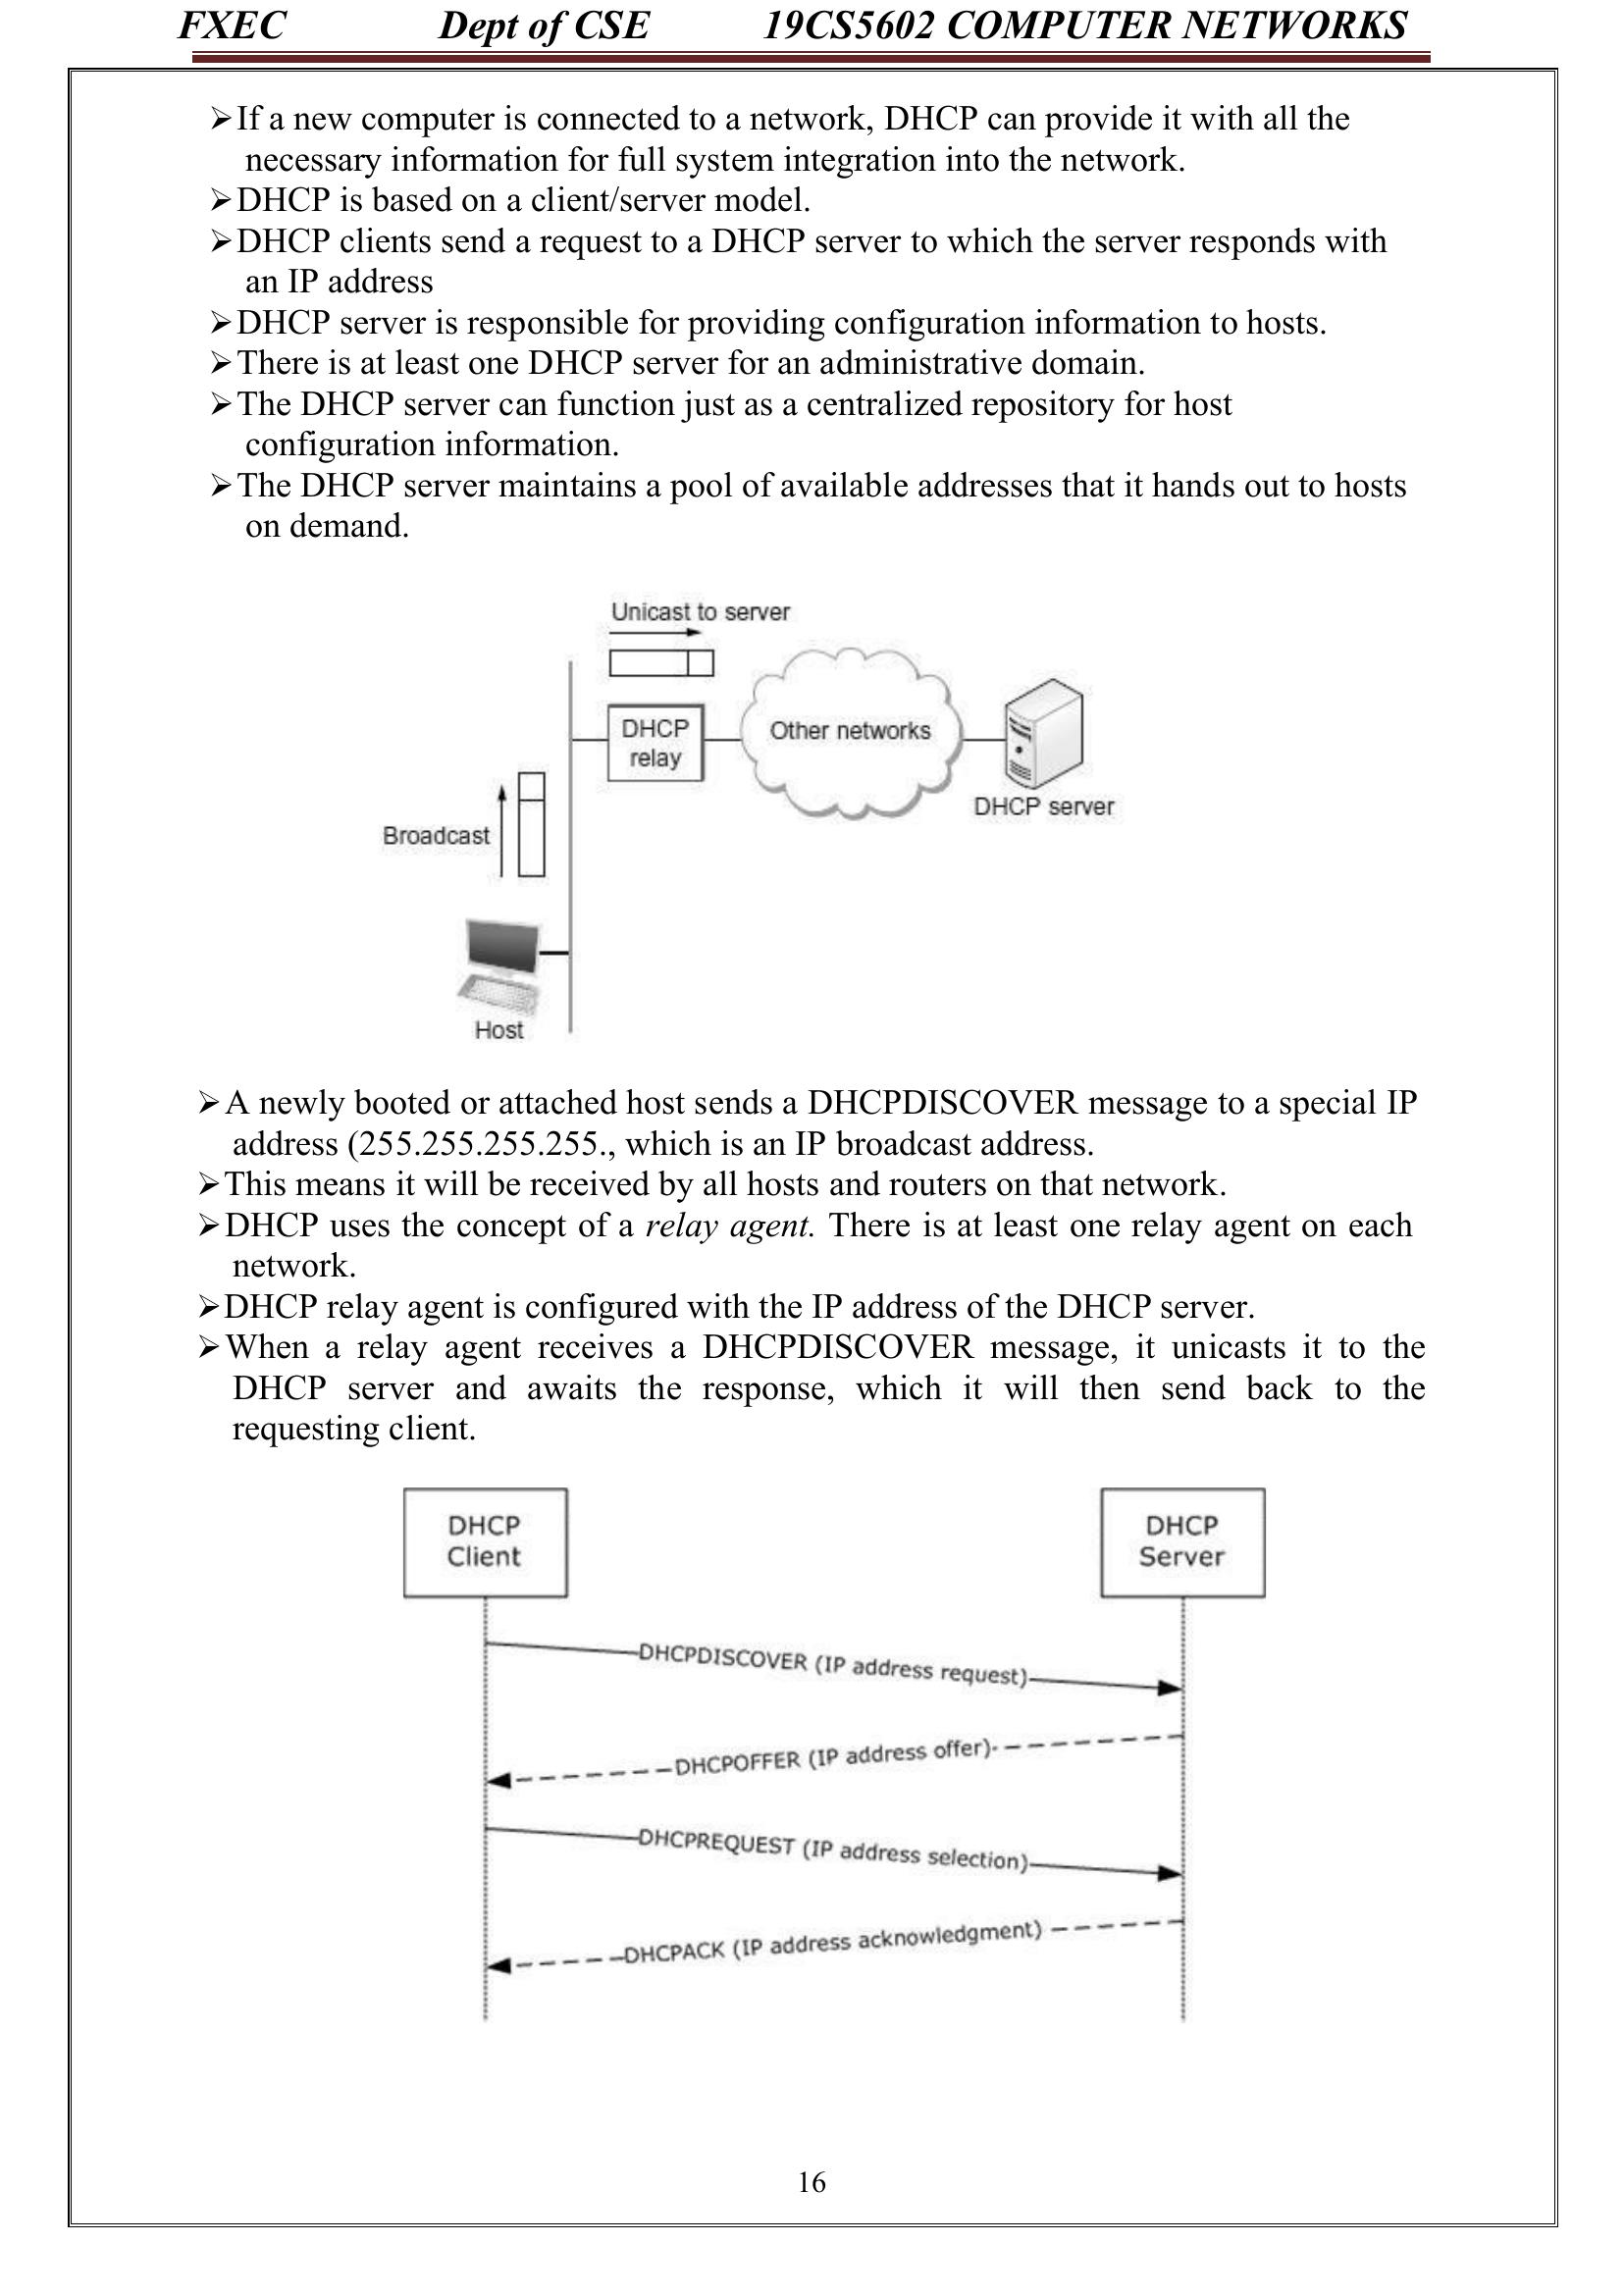 FXEC Dept of CSE 19CS5602 COMPUTER NETWORKS
➢If a new computer is connected to a network, DHCP can provide it with all the
necessary information for full system integration into the network.
➢DHCP is based on a client/server model.
➢DHCP clients send a request to a DHCP server to which the server responds with
an IP address
➢DHCP server is responsible for providing configuration information to hosts.
➢There is at least one DHCP server for an administrative domain.
➢The DHCP server can function just as a centralized repository for host
configuration information.
➢The DHCP server maintains a pool of available addresses that it hands out to hosts
on demand.
Unicast to server
DHCP
relay
Other networks
DHCP server
Broadcast
Host
➢A newly booted or attached host sends a DHCPDISCOVER message to a special IP
address (255.255.255.255., which is an IP broadcast address.
➢This means it will be received by all hosts and routers on that network.
➢DHCP uses the concept of a relay agent. There is at least one relay agent on each
network.
➢DHCP relay agent is configured with the IP address of the DHCP server.
➢When a relay agent receives a DHCPDISCOVER message, it unicasts it to the
DHCP server and awaits the response, which it will then send back to the
requesting client.
DHCP
Client
DHCP
Server
DHCPDISCOVER (IP address request)
DHCPOFFER (IP address offer)
DHCPREQUEST (IP address selection)
DHCPACK (IP address acknowledgment)
16